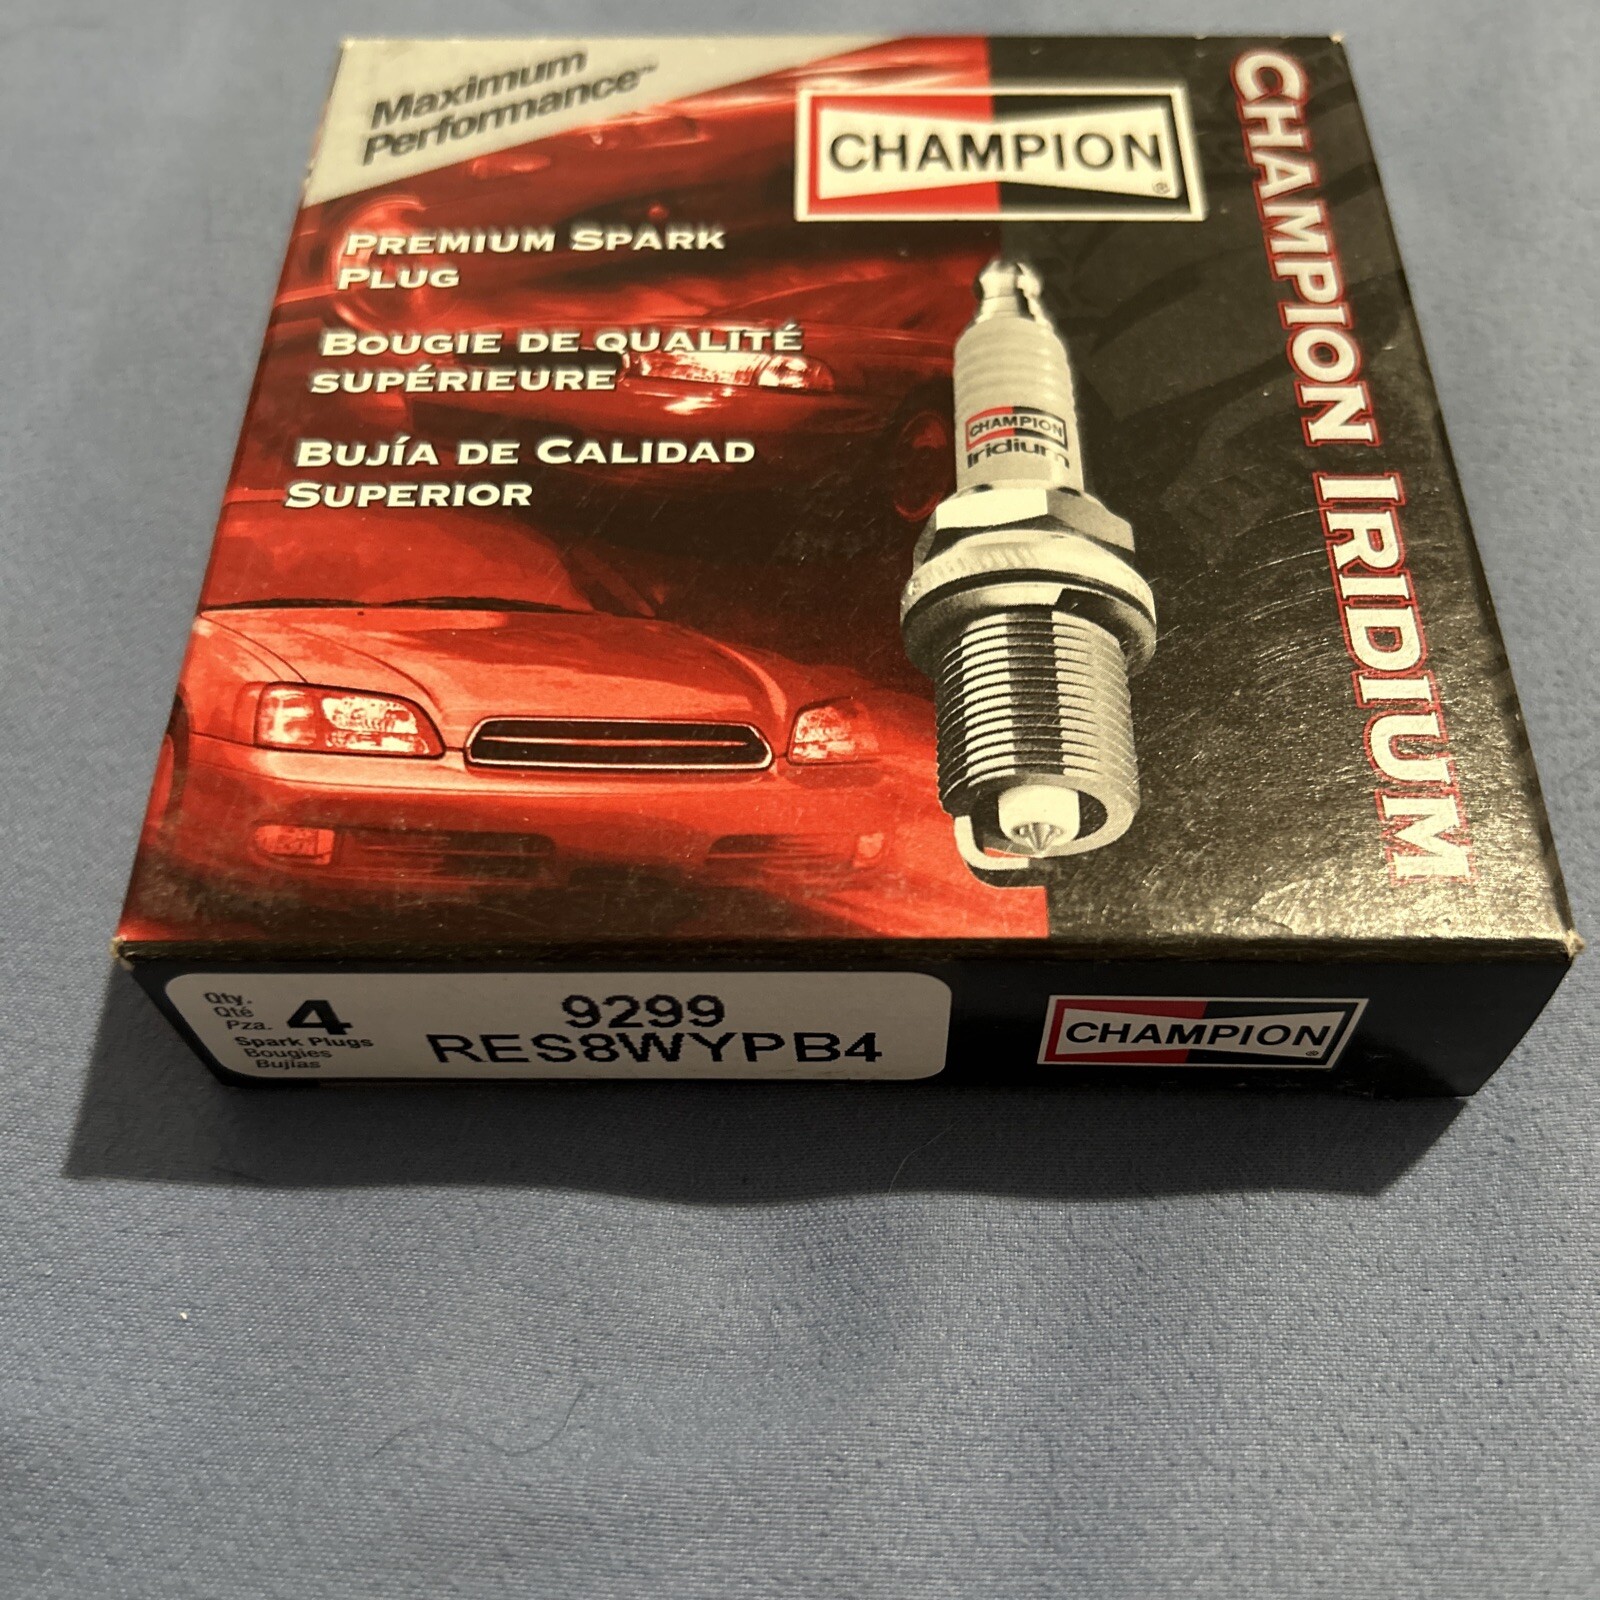 Maximum
Performance™
CHAMPION®
PREMIUM SPARK
PLUG
BOUGIE DE QUALITÉ
SUPÉRIEURE
BUJÍA DE CALIDAD
SUPERIOR
CHAMPION
Iridium
CHAMPION IRIDIUM
Qty.
Qté
Pza.
4
Spark Plugs
Bougies
Bujías
9299
RES8WYPB4
CHAMPION®